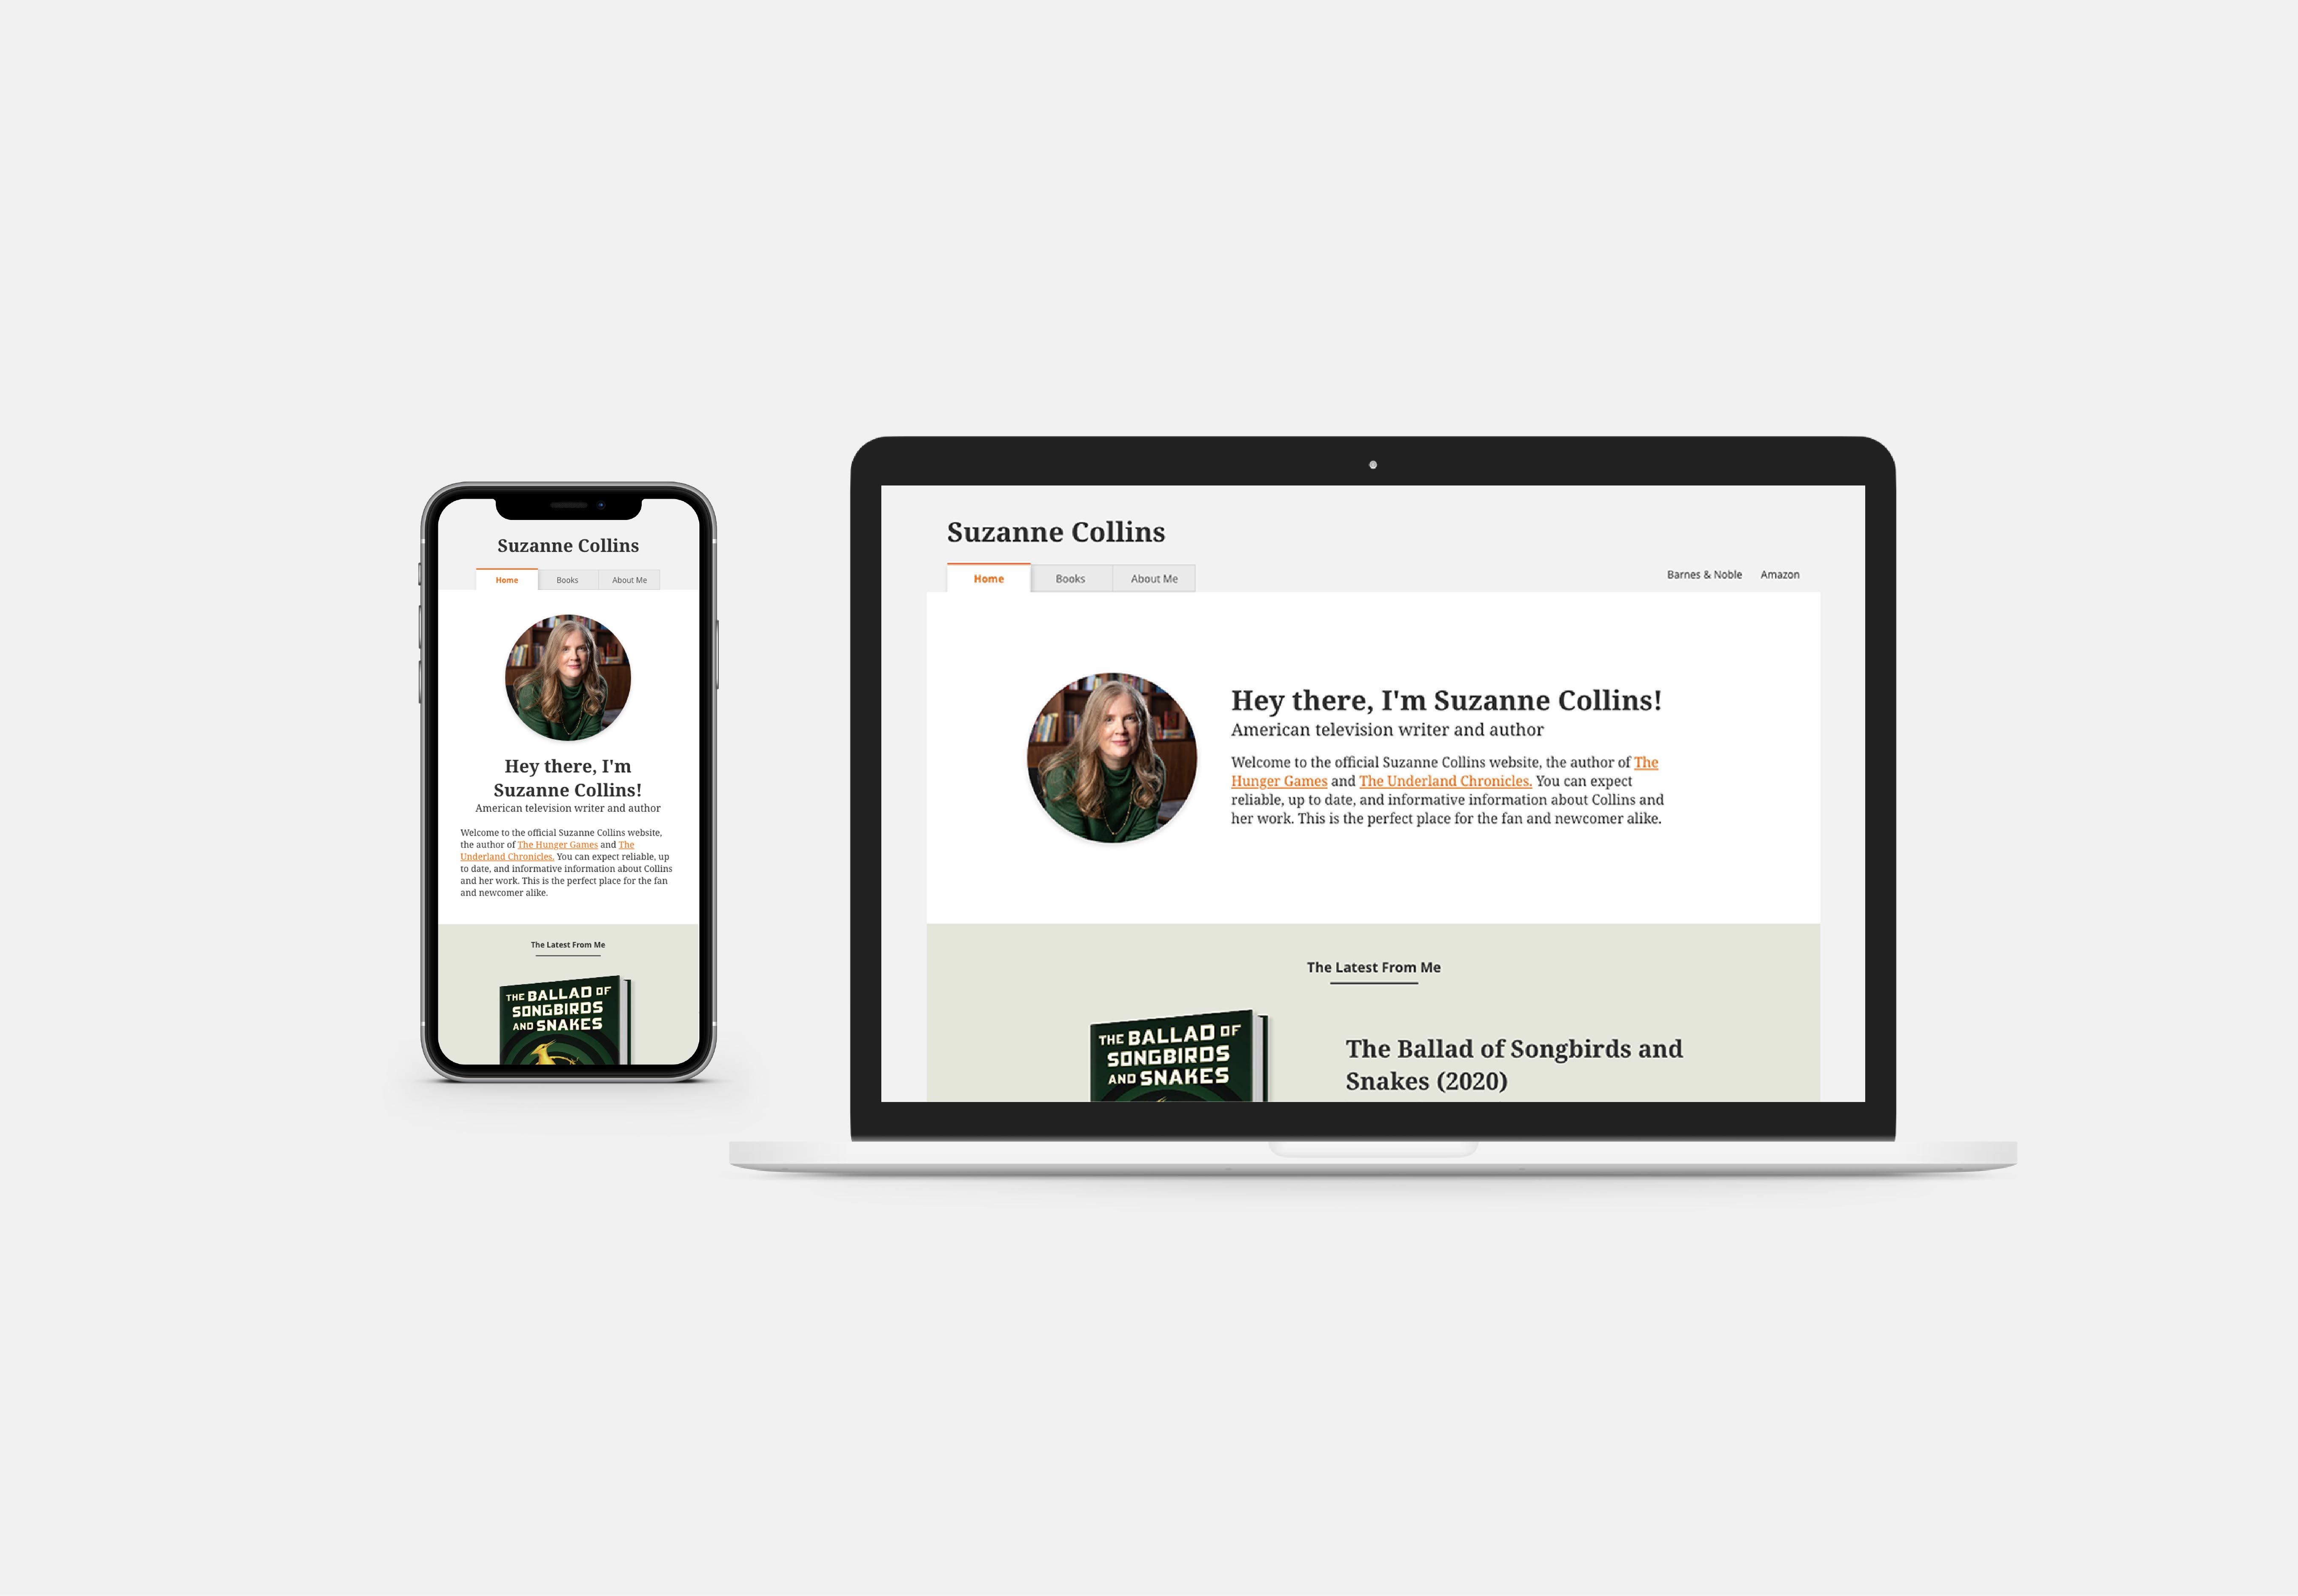 Suzanne Collins
Home
Books
About Me
Hey there, I'm
Suzanne Collins!
American television writer and author
Welcome to the official Suzanne Collins website,
the author of The Hunger Games and The
Underland Chronicles. You can expect reliable, up
to date, and informative information about Collins
and her work. This is the perfect place for the fan
and newcomer alike.
The Latest From Me
THE BALLAD OF
SONGBIRDS
AND SNAKES
Suzanne Collins
Home
Books
About Me
Barnes & Noble
Amazon
Hey there, I'm Suzanne Collins!
American television writer and author
Welcome to the official Suzanne Collins website, the author of The
Hunger Games and The Underland Chronicles. You can expect
reliable, up to date, and informative information about Collins and
her work. This is the perfect place for the fan and newcomer alike.
The Latest From Me
THE BALLAD OF
SONGBIRDS
AND SNAKES
The Ballad of Songbirds and
Snakes (2020)